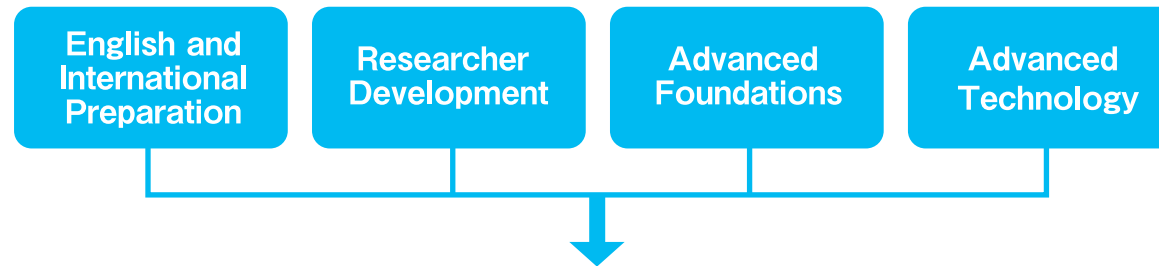 English and
International
Preparation
Researcher
Development
Advanced
Foundations
Advanced
Technology